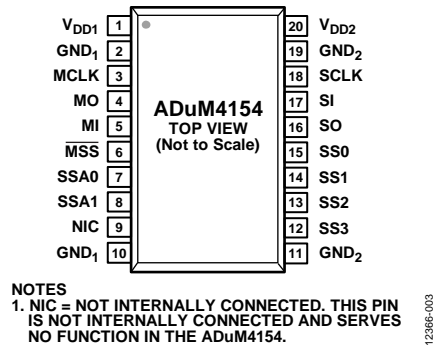 VDD1 1
GND1 2
MCLK 3
MO 4
MI 5
MSS 6
SSA0 7
SSA1 8
NIC 9
GND1 10
ADuM4154
TOP VIEW
(Not to Scale)
20 VDD2
19 GND2
18 SCLK
17 SI
16 SO
15 SS0
14 SS1
13 SS2
12 SS3
11 GND2
NOTES
1. NIC = NOT INTERNALLY CONNECTED. THIS PIN
IS NOT INTERNALLY CONNECTED AND SERVES
NO FUNCTION IN THE ADuM4154.
12366-003